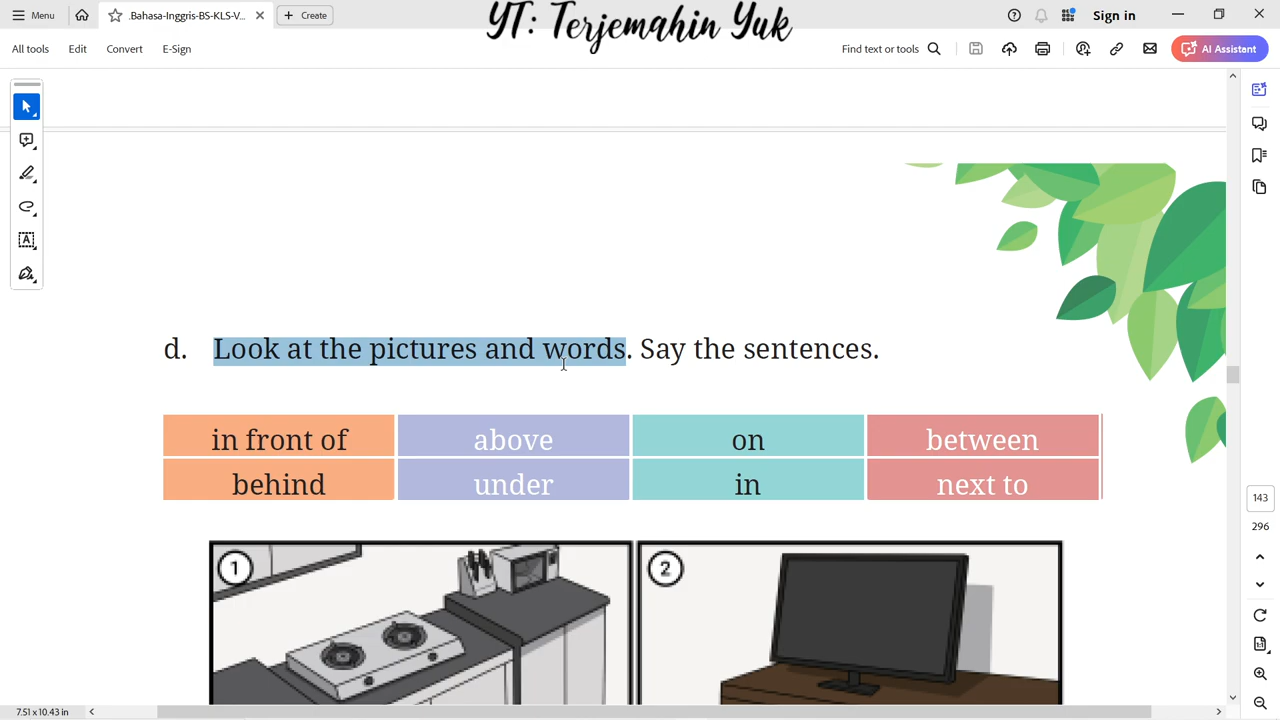 Menu
.Bahasa-Inggris-BS-KLS-V...
Create
YT: Terjemahin Yuk
Sign in
All tools
Edit
Convert
E-Sign
Find text or tools
AI Assistant
d. Look at the pictures and words. Say the sentences.
in front of above on between
behind under in next to
1
2
143
296
7.51 x 10.43 in